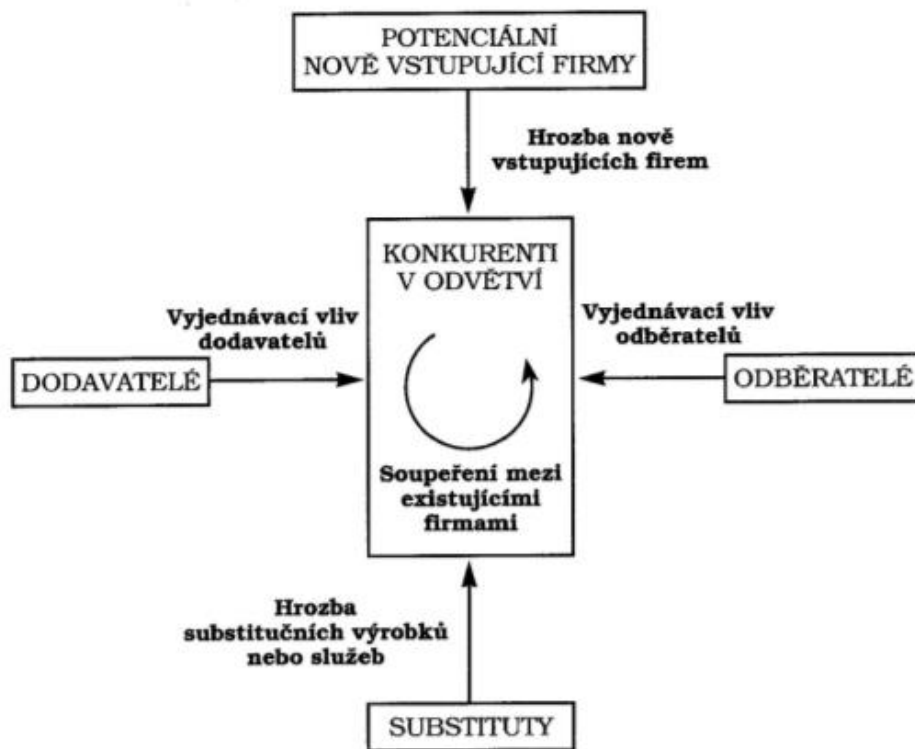 POTENCIÁLNÍ
NOVĚ VSTUPUJÍCÍ FIRMY
Hrozba nově
vstupujících firem
KONKURENTI
V ODVĚTVÍ
Vyjednávací vliv
dodavatelů
Vyjednávací vliv
odběratelů
DODAVATELÉ
ODBĚRATELÉ
Soupeření mezi
existujícími
firmami
Hrozba
substitučních výrobků
nebo služeb
SUBSTITUTY